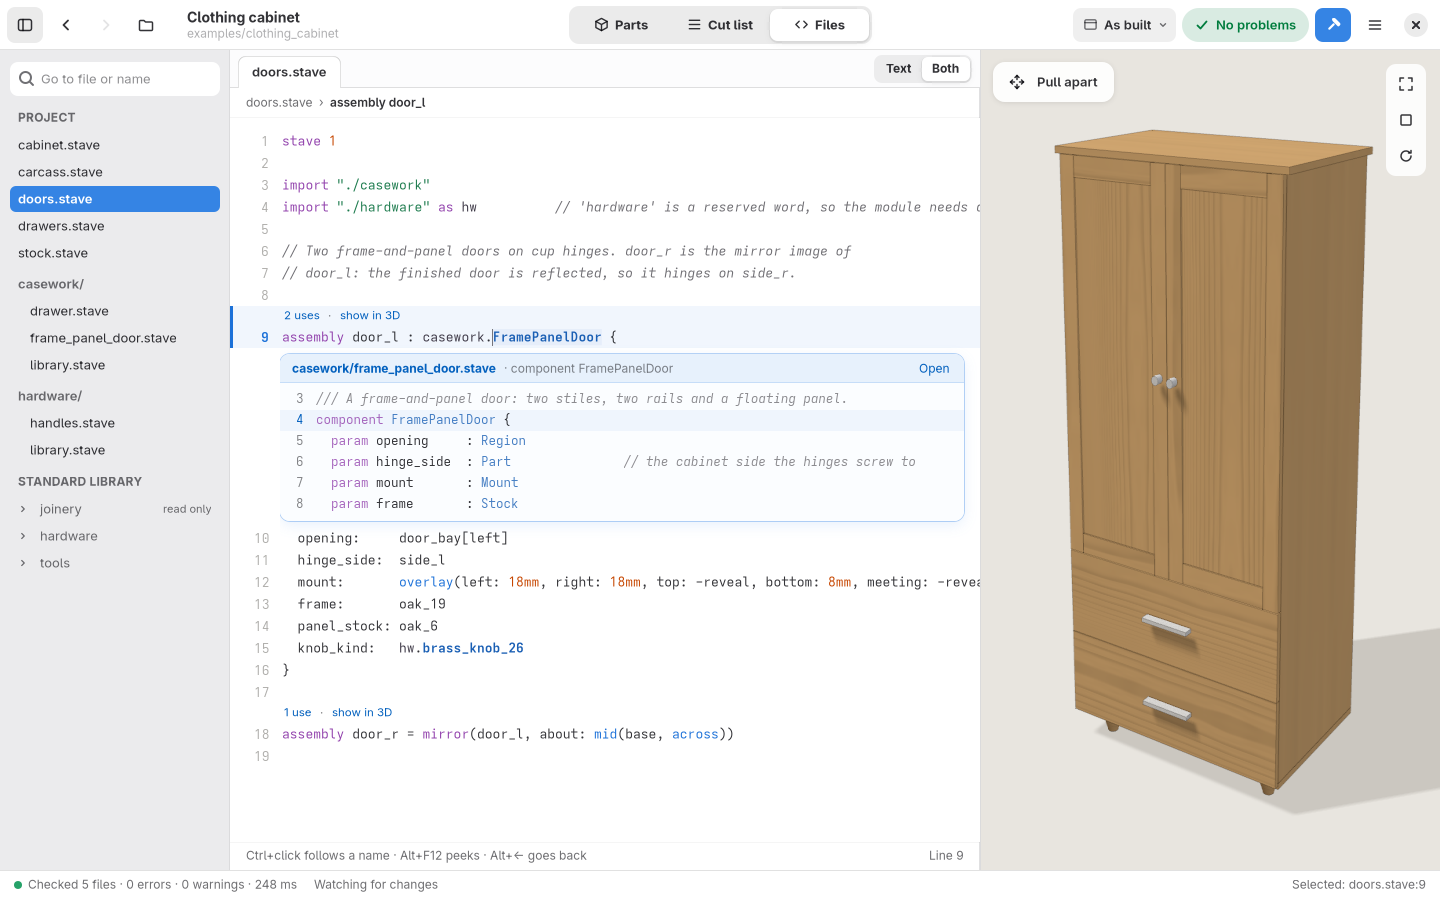 Clothing cabinet
examples/clothing_cabinet
Parts
Cut list
Files
As built
No problems
Go to file or name
PROJECT
cabinet.stave
carcass.stave
doors.stave
drawers.stave
stock.stave
casework/
drawer.stave
frame_panel_door.stave
library.stave
hardware/
handles.stave
library.stave
STANDARD LIBRARY
joinery read only
hardware
tools
doors.stave
Text Both
doors.stave › assembly door_l
1 stave 1
2
3 import "./casework"
4 import "./hardware" as hw // 'hardware' is a reserved word, so the module needs
5
6 // Two frame-and-panel doors on cup hinges. door_r is the mirror image of
7 // door_l: the finished door is reflected, so it hinges on side_r.
8
2 uses · show in 3D
9 assembly door_l : casework.FramePanelDoor {
casework/frame_panel_door.stave · component FramePanelDoor Open
3 /// A frame-and-panel door: two stiles, two rails and a floating panel.
4 component FramePanelDoor {
5 param opening : Region
6 param hinge_side : Part // the cabinet side the hinges screw to
7 param mount : Mount
8 param frame : Stock
10 opening: door_bay[left]
11 hinge_side: side_l
12 mount: overlay(left: 18mm, right: 18mm, top: -reveal, bottom: 8mm, meeting: -revea
13 frame: oak_19
14 panel_stock: oak_6
15 knob_kind: hw.brass_knob_26
16 }
17
1 use · show in 3D
18 assembly door_r = mirror(door_l, about: mid(base, across))
19
Ctrl+click follows a name · Alt+F12 peeks · Alt+← goes back
Line 9
Pull apart
Checked 5 files · 0 errors · 0 warnings · 248 ms Watching for changes
Selected: doors.stave:9